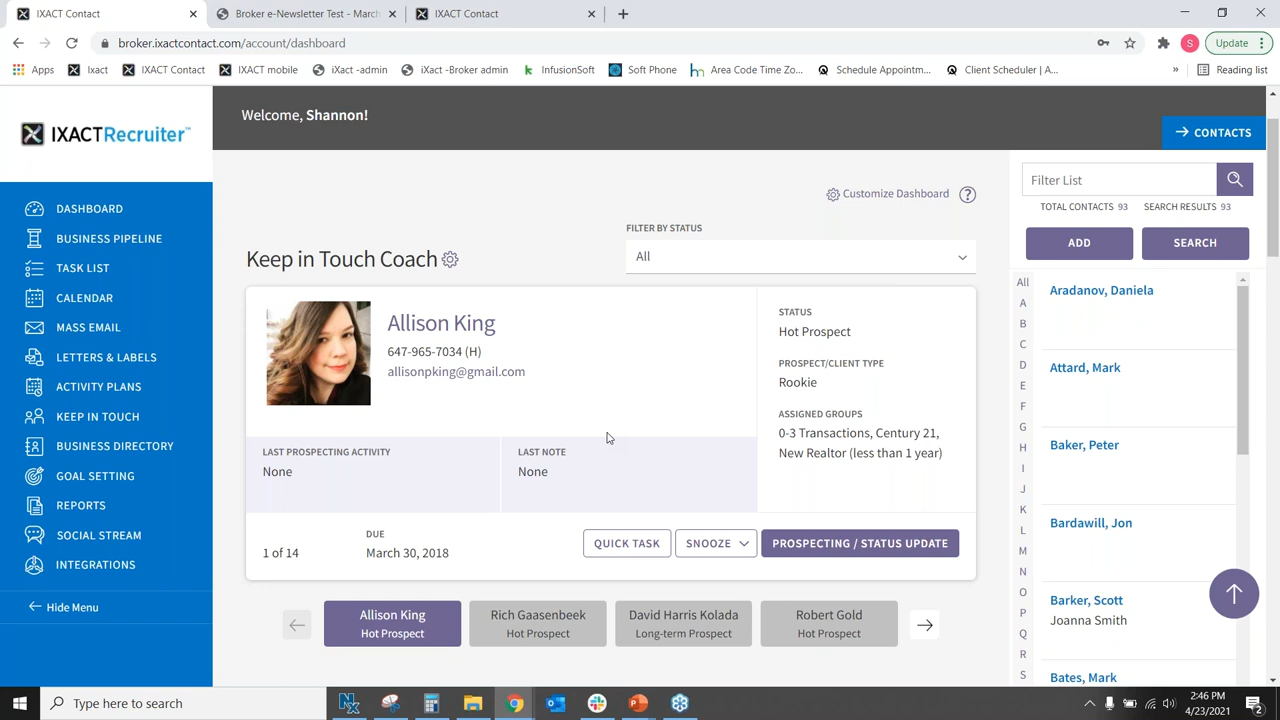 IXACT Contact
Broker e-Newsletter Test - March
IXACT Contact
broker.ixactcontact.com/account/dashboard
Update
Apps
Ixact
IXACT Contact
IXACT mobile
iXact -admin
iXact -Broker admin
InfusionSoft
Soft Phone
Area Code Time Zo...
Schedule Appointm...
Client Scheduler | A...
»
Reading list
IXACTRecruiter™
Welcome, Shannon!
CONTACTS
DASHBOARD
BUSINESS PIPELINE
TASK LIST
CALENDAR
MASS EMAIL
LETTERS & LABELS
ACTIVITY PLANS
KEEP IN TOUCH
BUSINESS DIRECTORY
GOAL SETTING
REPORTS
SOCIAL STREAM
INTEGRATIONS
Hide Menu
Customize Dashboard ?
FILTER BY STATUS
All
Keep in Touch Coach
Allison King
647-965-7034 (H)
allisonpking@gmail.com
STATUS
Hot Prospect
PROSPECT/CLIENT TYPE
Rookie
ASSIGNED GROUPS
0-3 Transactions, Century 21,
New Realtor (less than 1 year)
LAST PROSPECTING ACTIVITY
None
LAST NOTE
None
1 of 14
DUE
March 30, 2018
QUICK TASK
SNOOZE
PROSPECTING / STATUS UPDATE
Allison King
Hot Prospect
Rich Gaasenbeek
Hot Prospect
David Harris Kolada
Long-term Prospect
Robert Gold
Hot Prospect
Filter List
TOTAL CONTACTS 93
SEARCH RESULTS 93
ADD
SEARCH
All
A
B
C
D
E
F
G
H
I
J
K
L
M
N
O
P
Q
R
S
Aradanov, Daniela
Attard, Mark
Baker, Peter
Bardawill, Jon
Barker, Scott
Joanna Smith
Bates, Mark
Type here to search
2:46 PM
4/23/2021
2